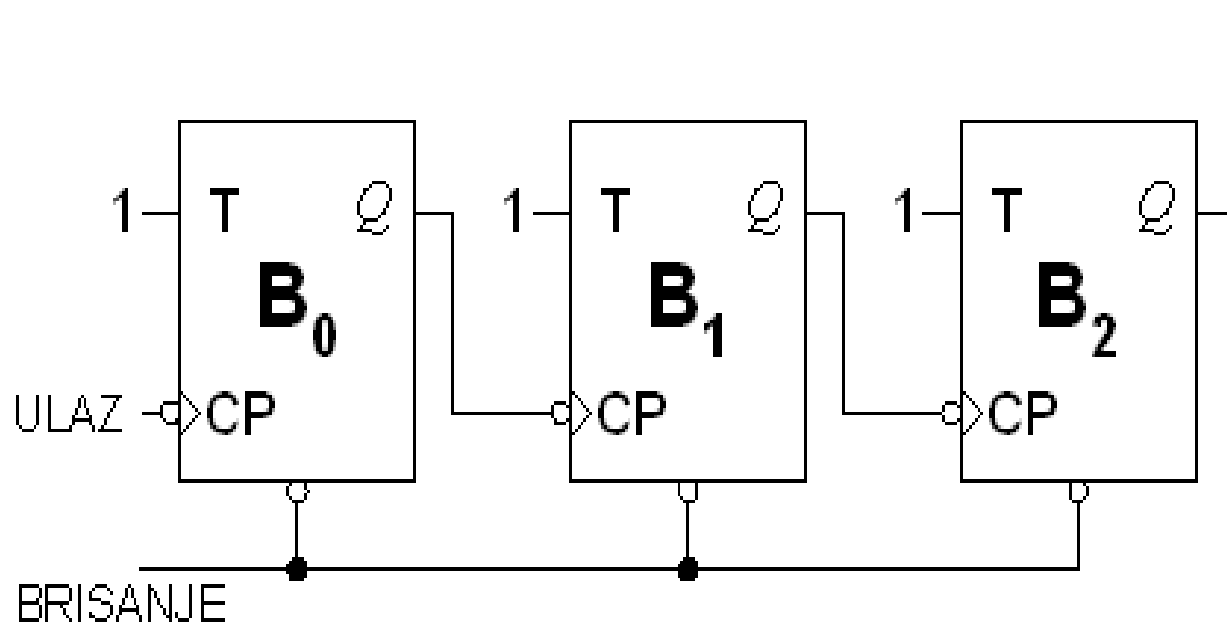 1 T Q 1 T Q 1 T Q
B0 B1 B2
ULAZ CP CP CP
BRISANJE